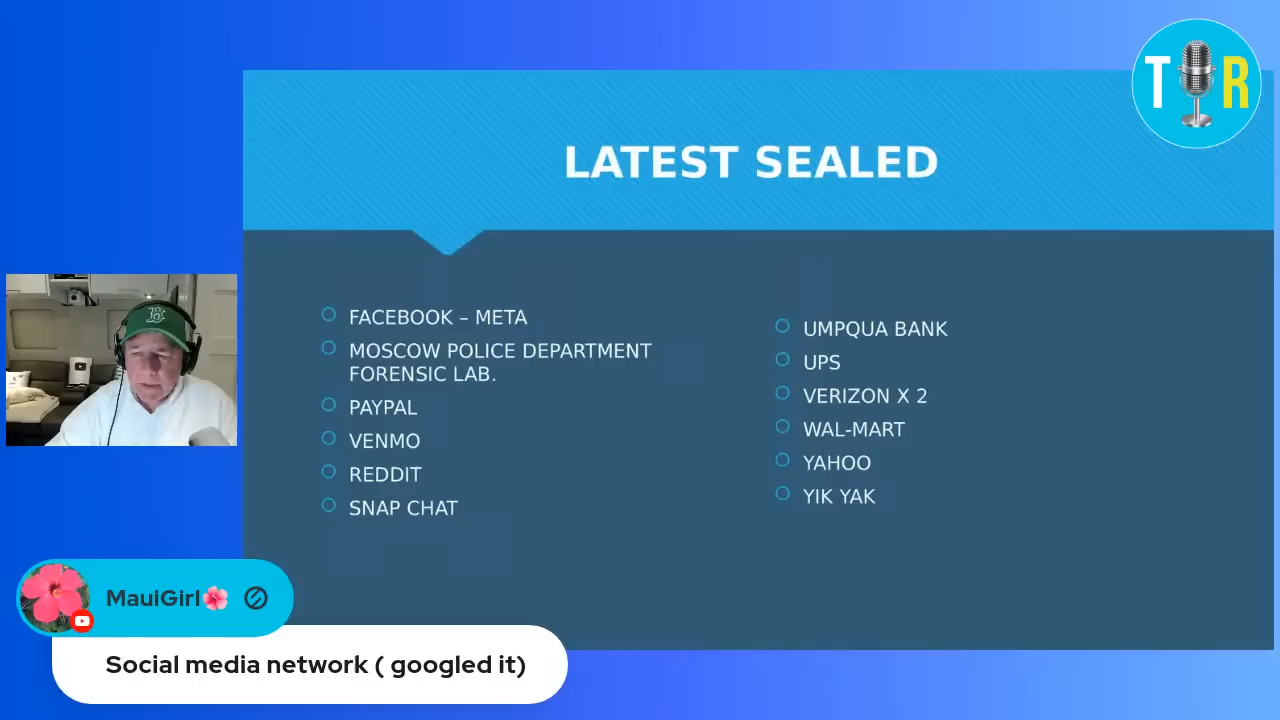 T R
LATEST SEALED
FACEBOOK – META
MOSCOW POLICE DEPARTMENT
FORENSIC LAB.
PAYPAL
VENMO
REDDIT
SNAP CHAT
UMPQUA BANK
UPS
VERIZON X 2
WAL-MART
YAHOO
YIK YAK
B
MauiGirl🌺
Social media network ( googled it)